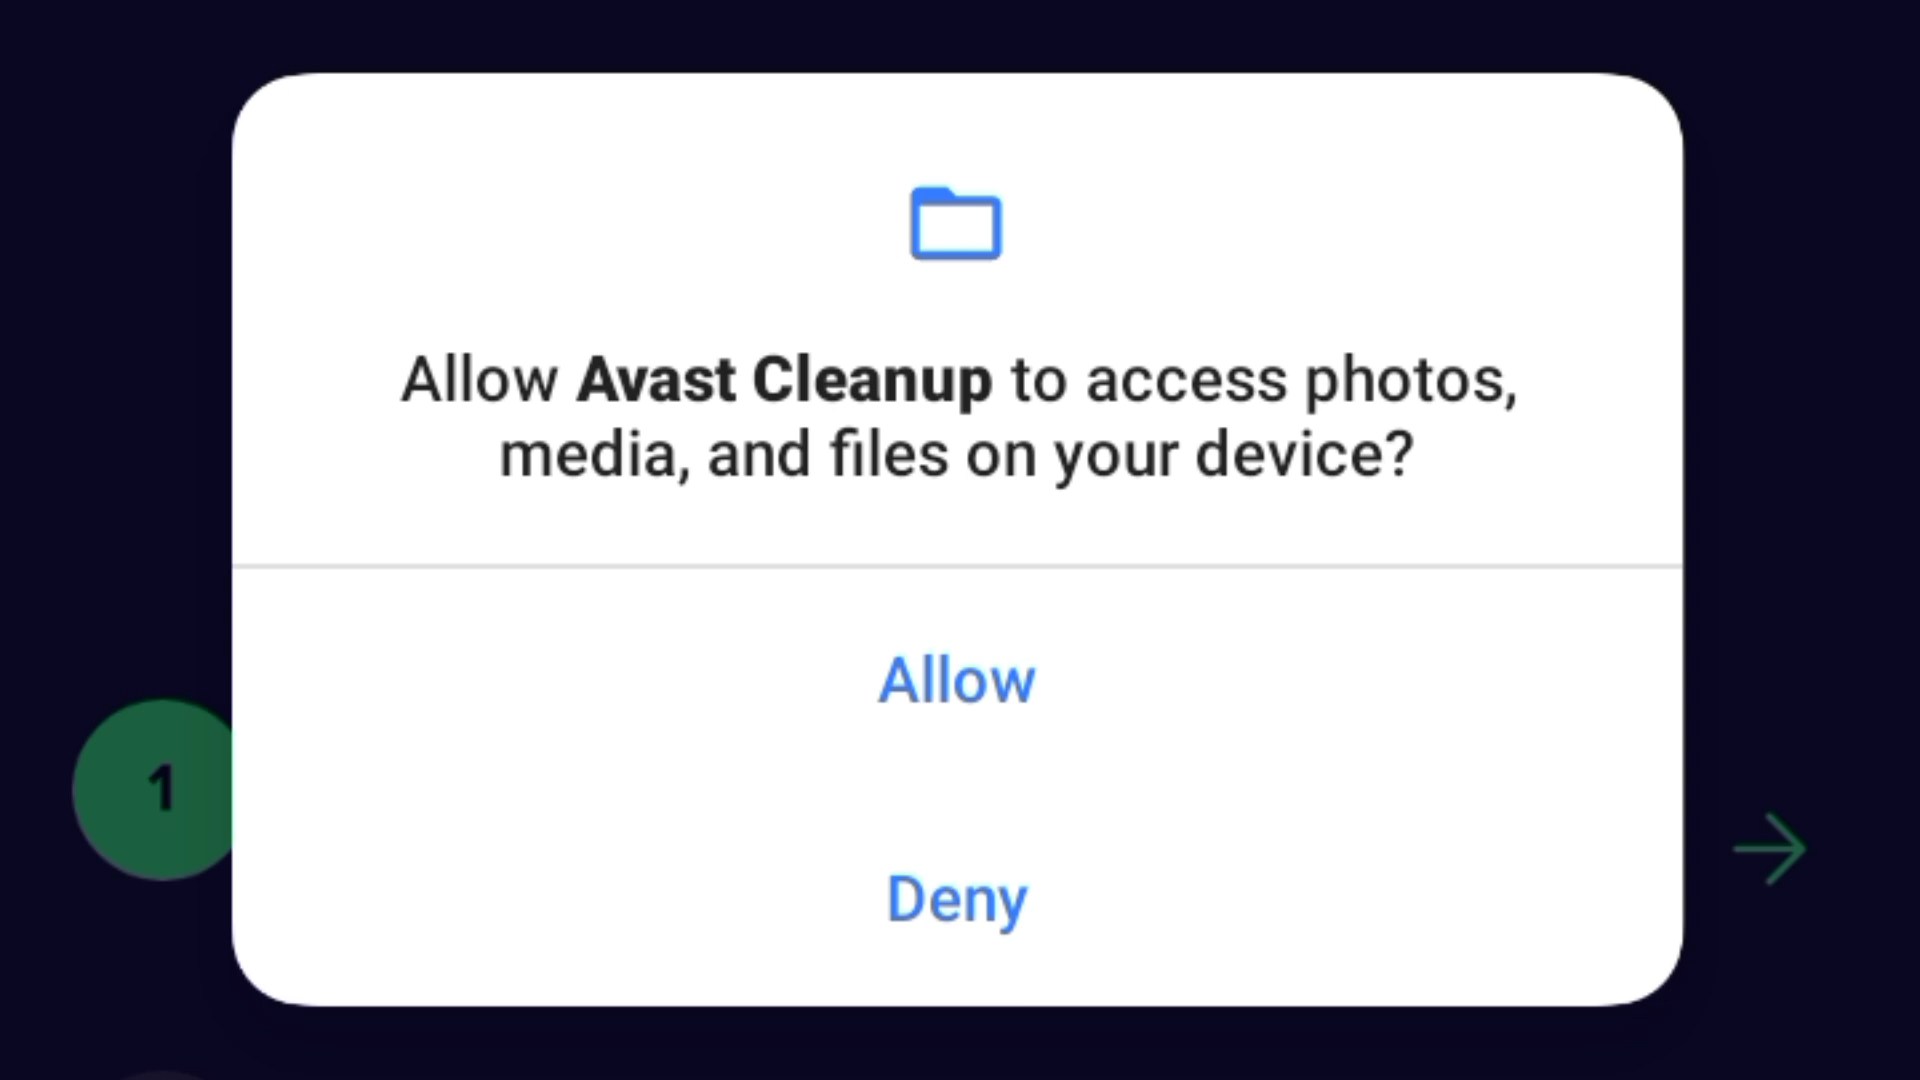 Allow Avast Cleanup to access photos,
media, and files on your device?
Allow
1
Deny